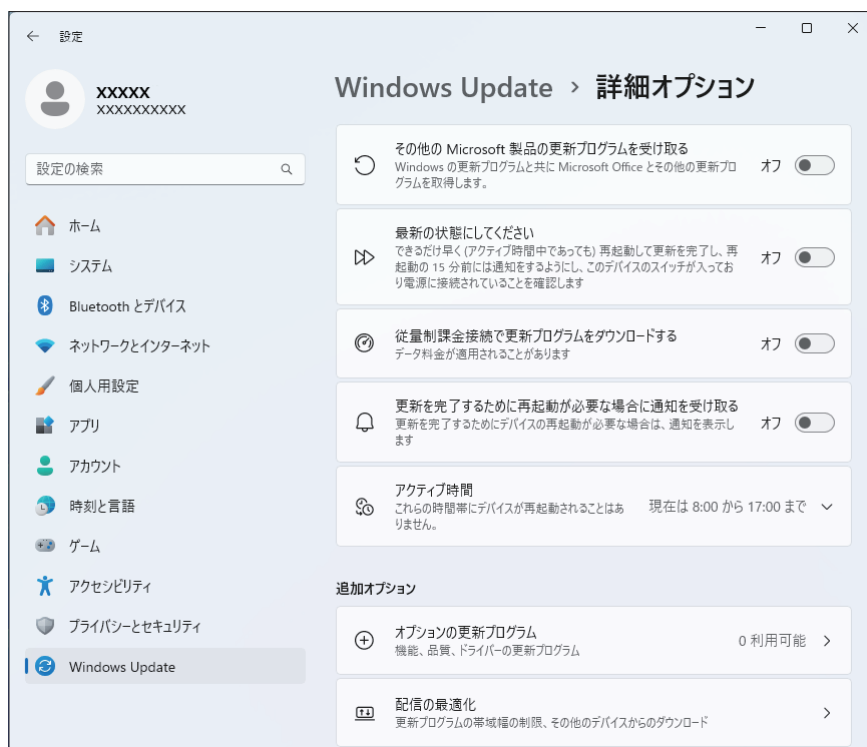 設定
XXXXX
XXXXXXXXXX
設定の検索
ホーム
システム
Bluetooth とデバイス
ネットワークとインターネット
個人用設定
アプリ
アカウント
時刻と言語
ゲーム
アクセシビリティ
プライバシーとセキュリティ
Windows Update
Windows Update › 詳細オプション
その他の Microsoft 製品の更新プログラムを受け取る
Windows の更新プログラムと共に Microsoft Office とその他の更新プロ
グラムを取得します。
オフ
最新の状態にしてください
できるだけ早く (アクティブ時間中であっても) 再起動して更新を完了し、再
起動の 15 分前には通知をするようにし、このデバイスのスイッチが入ってお
り電源に接続されていることを確認します
オフ
従量制課金接続で更新プログラムをダウンロードする
データ料金が適用されることがあります
オフ
更新を完了するために再起動が必要な場合に通知を受け取る
更新を完了するためにデバイスの再起動が必要な場合は、通知を表示し
ます
オフ
アクティブ時間
これらの時間帯にデバイスが再起動されることはあ
りません。
現在は 8:00 から 17:00 まで
追加オプション
オプションの更新プログラム
機能、品質、ドライバーの更新プログラム
0 利用可能
配信の最適化
更新プログラムの帯域幅の制限、その他のデバイスからのダウンロード